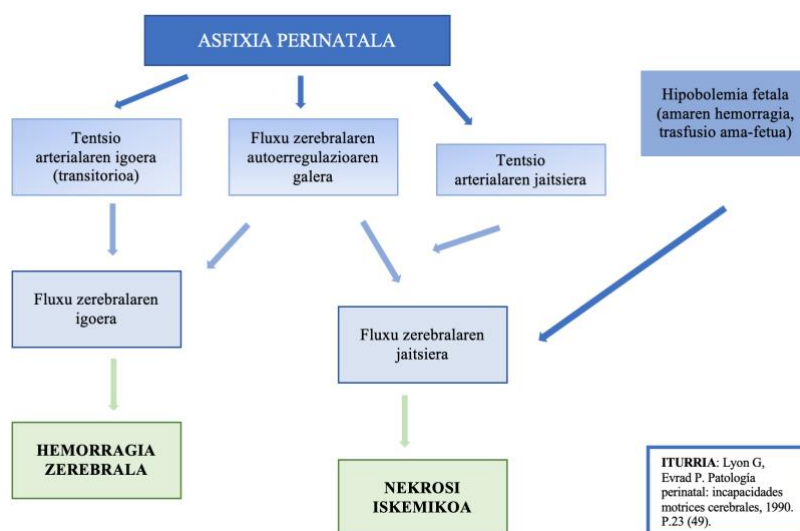 ASFIXIA PERINATALA
Hipobolemia fetala
(amaren hemorragia,
trasfusio ama-fetua)
Tentsio
arterialaren igoera
(transitorioa)
Fluxu zerebralaren
autoerregulazioaren
galera
Tentsio
arterialaren jaitsiera
Fluxu zerebralaren
igoera
Fluxu zerebralaren
jaitsiera
HEMORRAGIA
ZEREBRALA
NEKROSI
ISKEMIKOA
ITURRIA: Lyon G,
Evrad P. Patología
perinatal: incapacidades
motrices cerebrales, 1990.
P.23 (49).